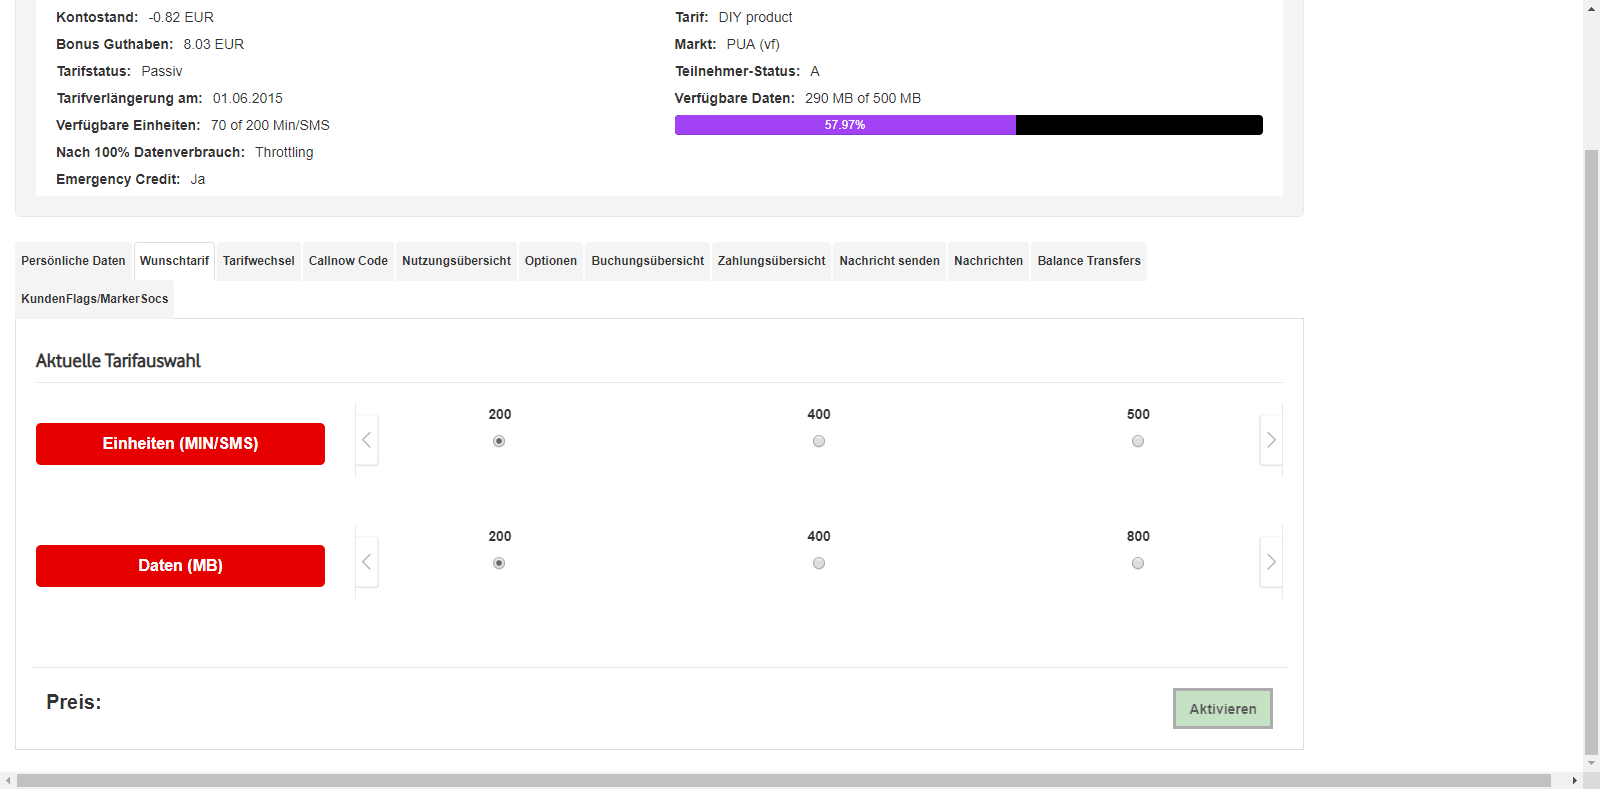 Kontostand: -0.82 EUR
Tarif: DIY product
Bonus Guthaben: 8.03 EUR
Markt: PUA (vf)
Tarifstatus: Passiv
Teilnehmer-Status: A
Tarifverlängerung am: 01.06.2015
Verfügbare Daten: 290 MB of 500 MB
Verfügbare Einheiten: 70 of 200 Min/SMS
57.97%
Nach 100% Datenverbrauch: Throttling
Emergency Credit: Ja
Persönliche Daten Wunschtarif Tarifwechsel Callnow Code Nutzungsübersicht Optionen Buchungsübersicht Zahlungsübersicht Nachricht senden Nachrichten Balance Transfers
KundenFlags/MarkerSocs
Aktuelle Tarifauswahl
200 400 500
Einheiten (MIN/SMS)
200 400 800
Daten (MB)
Preis:
Aktivieren